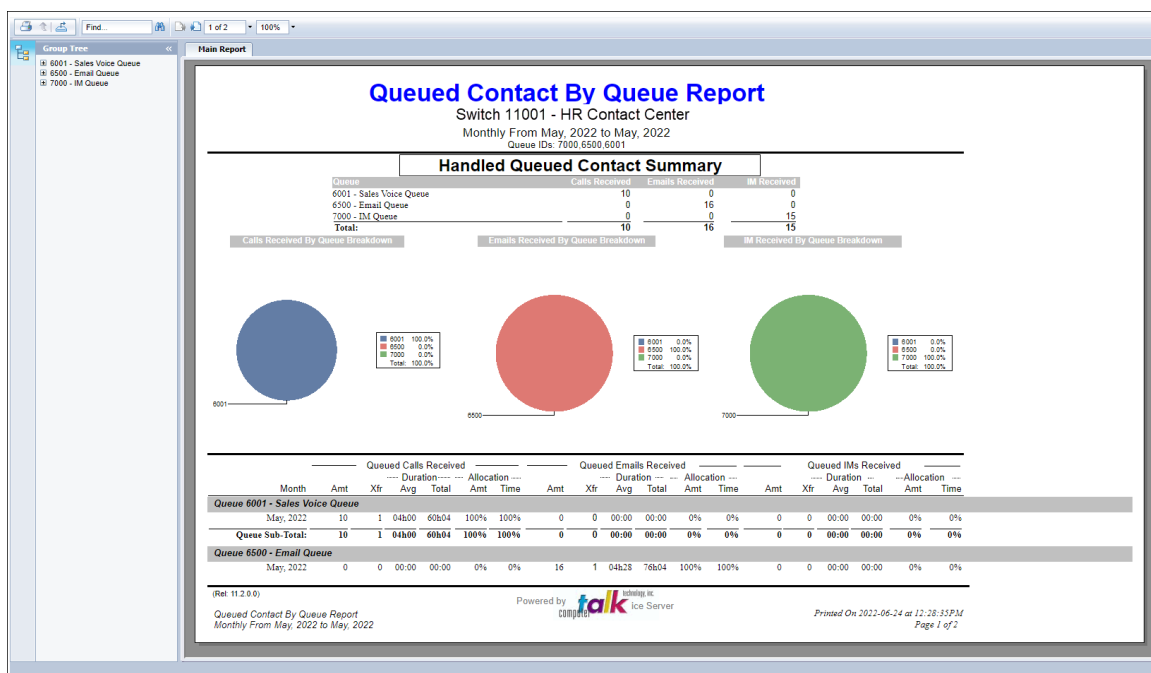 Find... 1 of 2 100%
Group Tree «
6001 - Sales Voice Queue
6500 - Email Queue
7000 - IM Queue
Main Report
Queued Contact By Queue Report
Switch 11001 - HR Contact Center
Monthly From May, 2022 to May, 2022
Queue IDs: 7000,6500,6001
Handled Queued Contact Summary
Queue Calls Received Emails Received IM Received
6001 - Sales Voice Queue 10 0 0
6500 - Email Queue 0 16 0
7000 - IM Queue 0 0 15
Total: 10 16 15
Calls Received By Queue Breakdown Emails Received By Queue Breakdown IM Received By Queue Breakdown
6001 100.0%
6500 0.0%
7000 0.0%
Total: 100.0%
6001
6001 0.0%
6500 100.0%
7000 0.0%
Total: 100.0%
6500
6001 0.0%
6500 0.0%
7000 100.0%
Total: 100.0%
7000
Queued Calls Received Queued Emails Received Queued IMs Received
---- Duration---- -- Allocation --- ---- Duration -- -- Allocation --- ---- Duration -- --Allocation ---
Month Amt Xfr Avg Total Amt Time Amt Xfr Avg Total Amt Time Amt Xfr Avg Total Amt Time
Queue 6001 - Sales Voice Queue
May, 2022 10 1 04h00 60h04 100% 100% 0 0 00:00 00:00 0% 0% 0 0 00:00 00:00 0% 0%
Queue Sub-Total: 10 1 04h00 60h04 100% 100% 0 0 00:00 00:00 0% 0% 0 0 00:00 00:00 0% 0%
Queue 6500 - Email Queue
May, 2022 0 0 00:00 00:00 0% 0% 16 1 04h28 76h04 100% 100% 0 0 00:00 00:00 0% 0%
(Rel: 11.2.0.0)
Powered by computer talk technology, inc. ice Server
Queued Contact By Queue Report
Monthly From May, 2022 to May, 2022
Printed On 2022-06-24 at 12:28:35PM
Page 1 of 2